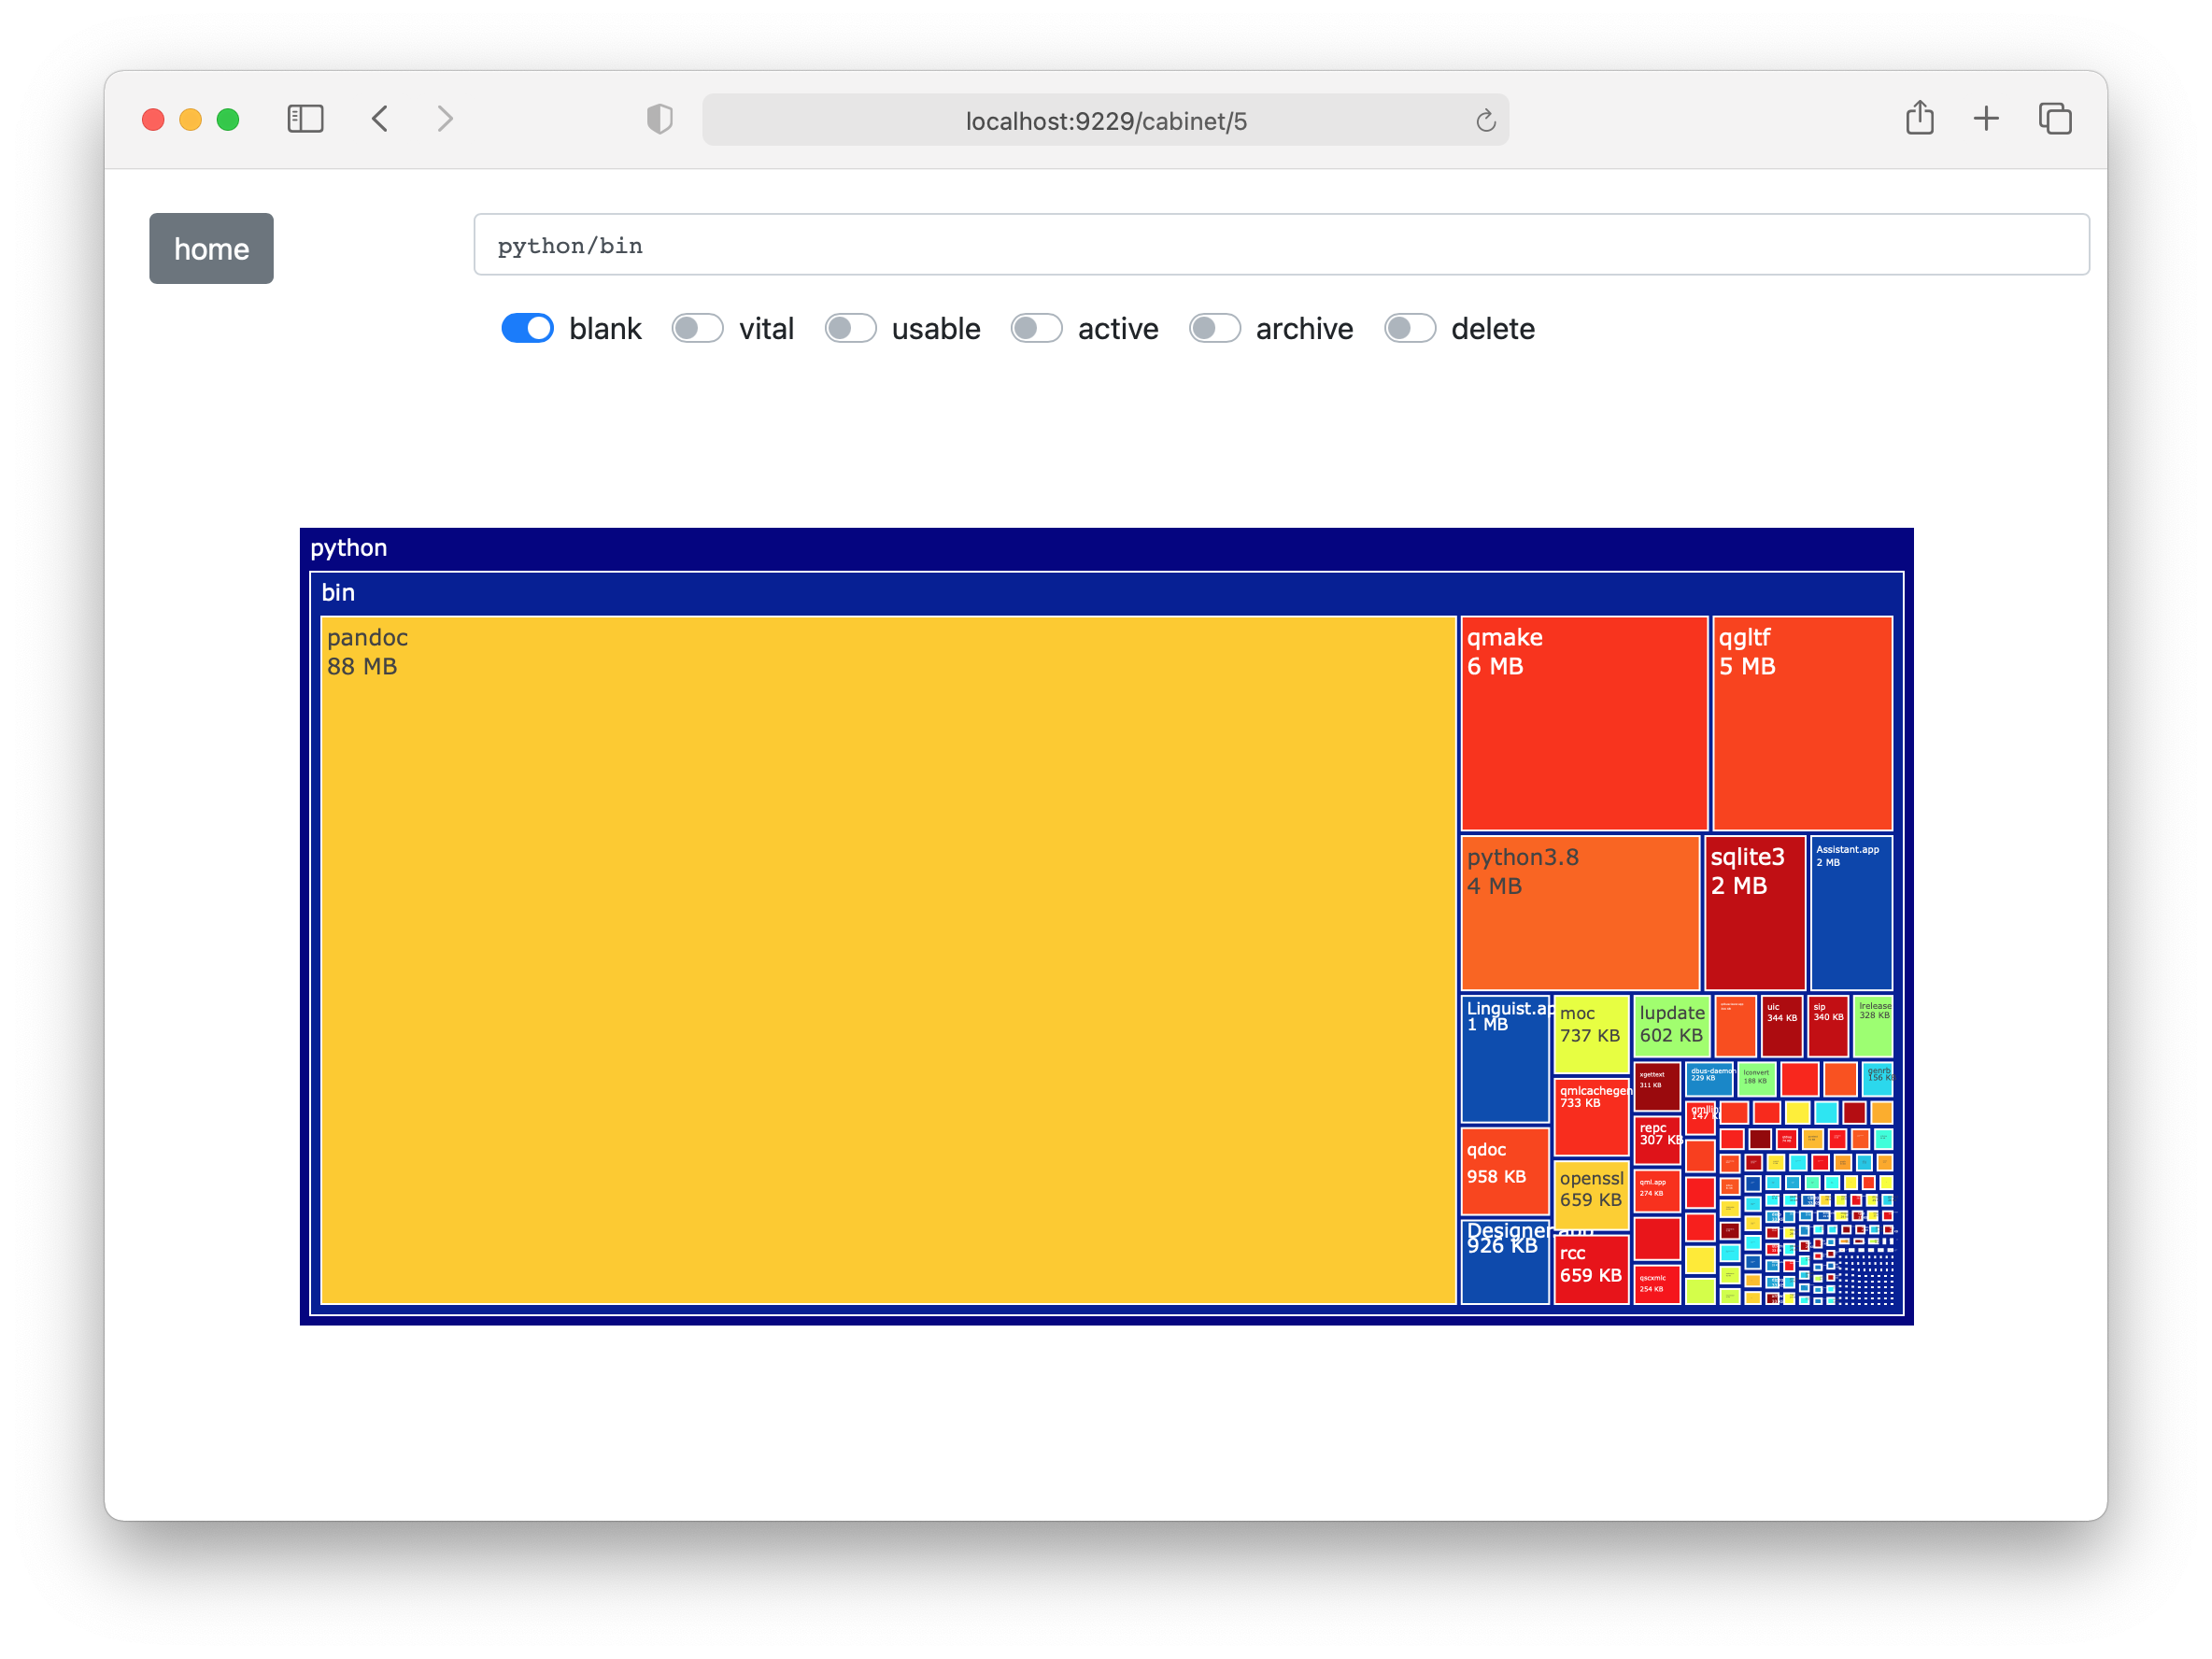 localhost:9229/cabinet/5
home
python/bin
blank
vital
usable
active
archive
delete
python
bin
pandoc
88 MB
qmake
6 MB
qgltf
5 MB
python3.8
4 MB
sqlite3
2 MB
Assistant.app
2 MB
Linguist.ap
1 MB
moc
737 KB
lupdate
602 KB
uic
344 KB
sip
340 KB
lrelease
328 KB
xgettext
311 KB
dbus-daemon
229 KB
lconvert
188 KB
genrb
156 KB
qmlcachegen
733 KB
repc
307 KB
qdoc
958 KB
openssl
659 KB
qml.app
274 KB
Designer.app
926 KB
rcc
659 KB
qscxmlc
254 KB